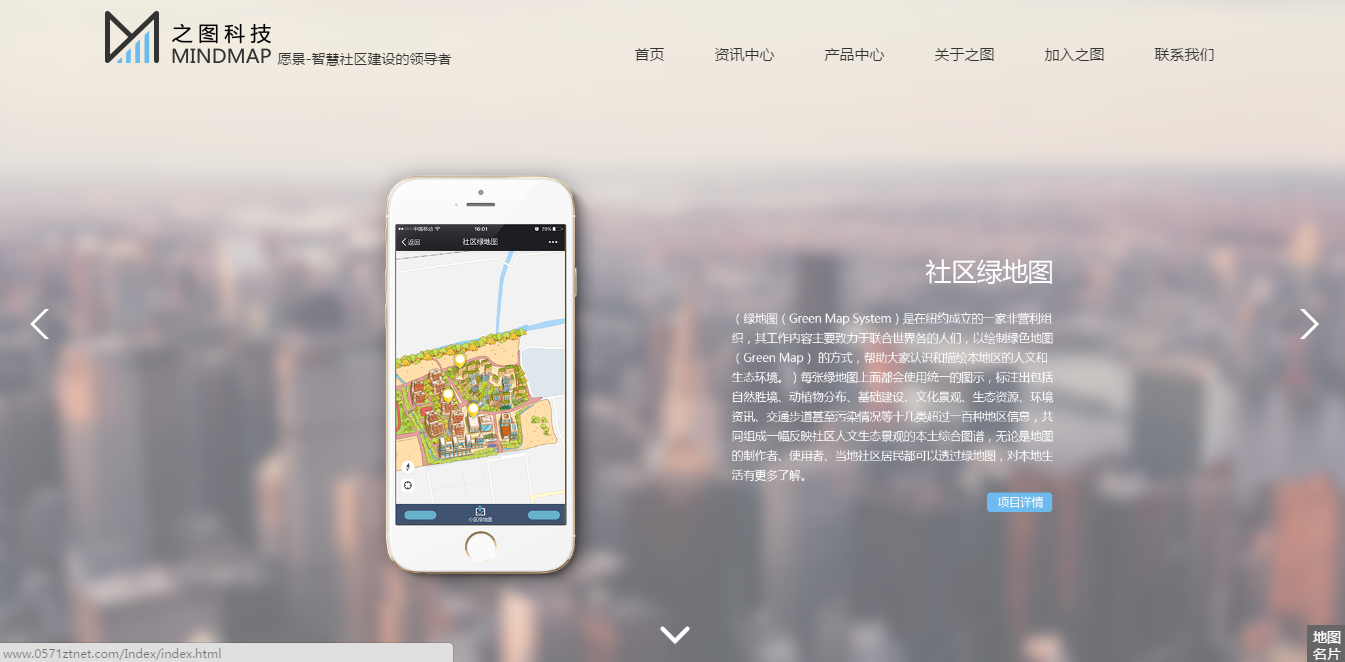 之图科技
MINDMAP 愿景-智慧社区建设的领导者
首页 资讯中心 产品中心 关于之图 加入之图 联系我们
中国移动 16:01 29%
返回 社区绿地图
社区绿地图
（ 绿地图 ( Green Map System ) 是在纽约成立的一家非营利组
织，其工作内容主要致力于联合世界各的人们，以绘制绿色地图
( Green Map ) 的方式，帮助大家认识和描绘本地区的人文和
生态环境。）每张绿地图上面都会使用统一的图示，标注出包括
自然胜境、动植物分布、基础建设、文化景观、生态资源、环境
资讯、交通步道甚至污染情况等十几类超过一百种地区信息，共
同组成一幅反映社区人文生态景观的本土综合图谱，无论是地图
的制作者、使用者、当地社区居民都可以透过绿地图，对本地生
活有更多了解。
项目详情
小区绿地图
地图
名片
www.0571ztnet.com/Index/index.html